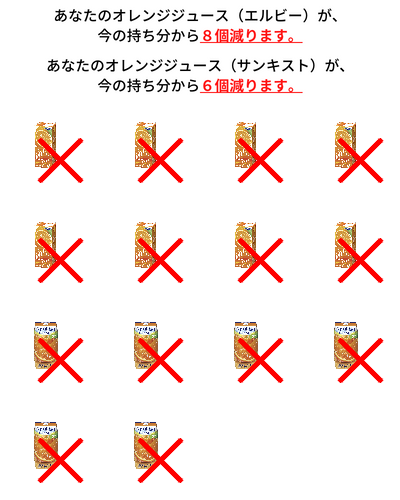 あなたのオレンジジュース（エルビー）が、
今の持ち分から８個減ります。
あなたのオレンジジュース（サンキスト）が、
今の持ち分から６個減ります。